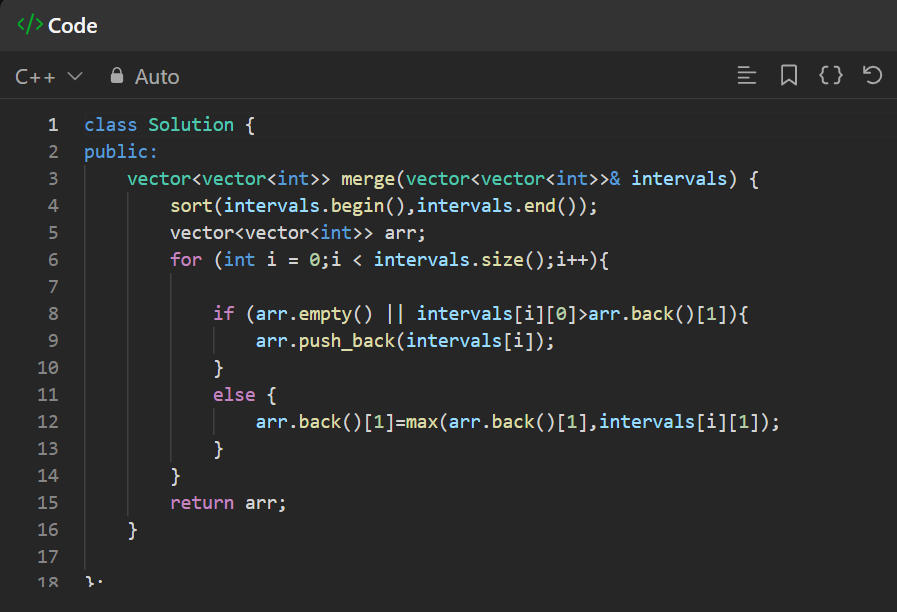 </> Code
C++ Auto
1 class Solution {
2 public:
3     vector<vector<int>> merge(vector<vector<int>>& intervals) {
4         sort(intervals.begin(),intervals.end());
5         vector<vector<int>> arr;
6         for (int i = 0;i < intervals.size();i++){
7
8             if (arr.empty() || intervals[i][0]>arr.back()[1]){
9                 arr.push_back(intervals[i]);
10             }
11             else {
12                 arr.back()[1]=max(arr.back()[1],intervals[i][1]);
13             }
14         }
15         return arr;
16     }
17
18 };